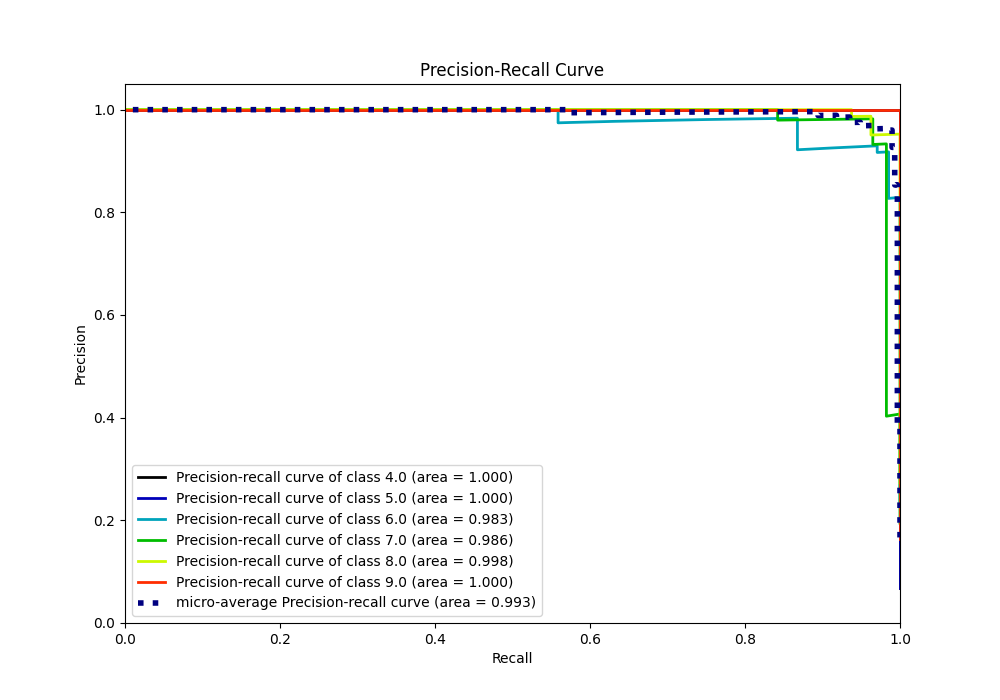 Precision-Recall Curve
1.0
0.8
0.6
0.4
0.2
0.0
Precision
Precision-recall curve of class 4.0 (area = 1.000)
Precision-recall curve of class 5.0 (area = 1.000)
Precision-recall curve of class 6.0 (area = 0.983)
Precision-recall curve of class 7.0 (area = 0.986)
Precision-recall curve of class 8.0 (area = 0.998)
Precision-recall curve of class 9.0 (area = 1.000)
micro-average Precision-recall curve (area = 0.993)
0.0 0.2 0.4 0.6 0.8 1.0
Recall